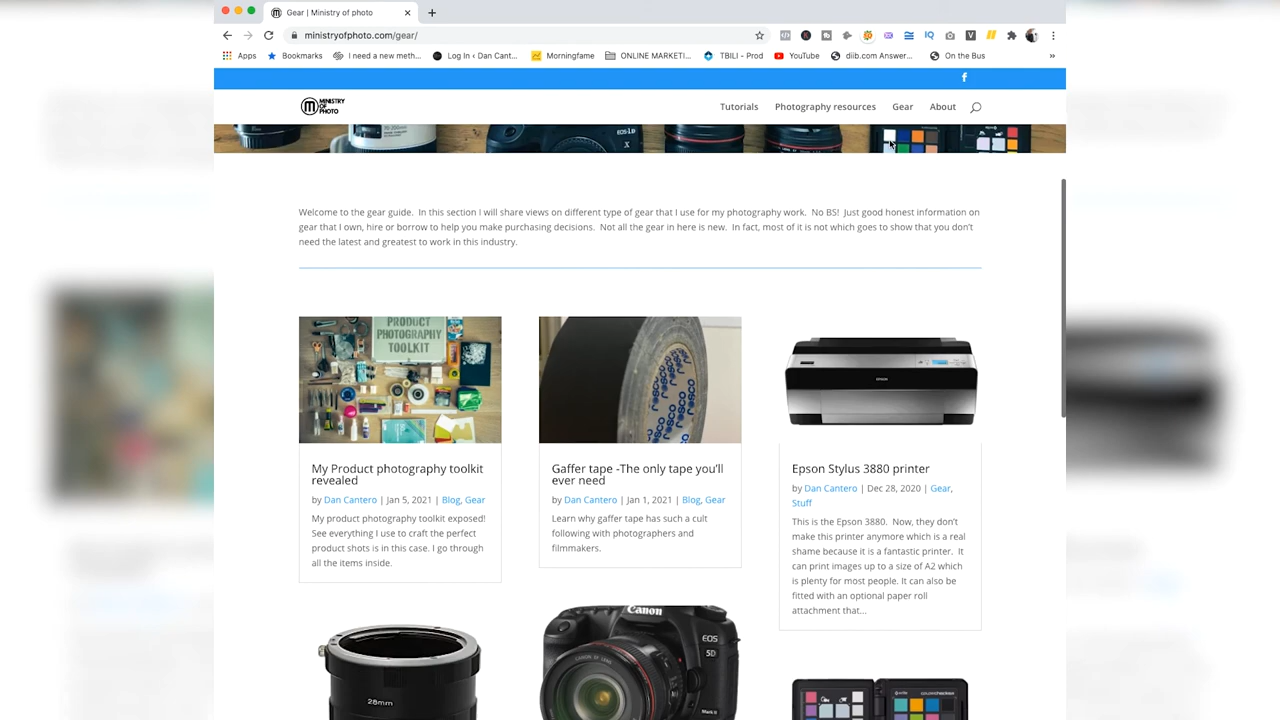 Gear | Ministry of photo
ministryofphoto.com/gear/
Apps
Bookmarks
I need a new meth...
Log In ‹ Dan Cant...
Morningfame
ONLINE MARKETI...
TBILI - Prod
YouTube
diib.com Answer...
On the Bus
MINISTRY
OF
PHOTO
Tutorials
Photography resources
Gear
About
EOS-1D
X
Welcome to the gear guide. In this section I will share views on different type of gear that I use for my photography work. No BS! Just good honest information on
gear that I own, hire or borrow to help you make purchasing decisions. Not all the gear in here is new. In fact, most of it is not which goes to show that you don't
need the latest and greatest to work in this industry.
PRODUCT
PHOTOGRAPHY
TOOLKIT
My Product photography toolkit
revealed
by Dan Cantero | Jan 5, 2021 | Blog, Gear
My product photography toolkit exposed!
See everything I use to craft the perfect
product shots is in this case. I go through
all the items inside.
rosco
rosco
rosco
Gaffer tape -The only tape you'll
ever need
by Dan Cantero | Jan 1, 2021 | Blog, Gear
Learn why gaffer tape has such a cult
following with photographers and
filmmakers.
EPSON
Epson Stylus 3880 printer
by Dan Cantero | Dec 28, 2020 | Gear,
Stuff
This is the Epson 3880. Now, they don't
make this printer anymore which is a real
shame because it is a fantastic printer. It
can print images up to a size of A2 which
is plenty for most people. It can also be
fitted with an optional paper roll
attachment that...
28mm
Canon
EOS
5D
Mark II